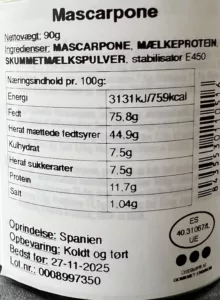 Mascarpone
Nettovægt: 90g
Ingredienser: MASCARPONE, MÆLKEPROTEIN,
SKUMMETMÆLKSPULVER, stabilisator E450
Næringsindhold pr. 100g:
Energi 3131kJ/759kcal
Fedt 75.8g
Heraf mættede fedtsyrer 44.9g
Kulhydrat 7.5g
Heraf sukkerarter 7.5g
Protein 11.7g
Salt 1.04g
Oprindelse: Spanien
Opbevaring: Koldt og tørt
Bedst før: 27-11-2025
Lot.nr.: 0008997350
ES
40.31067/L
UE